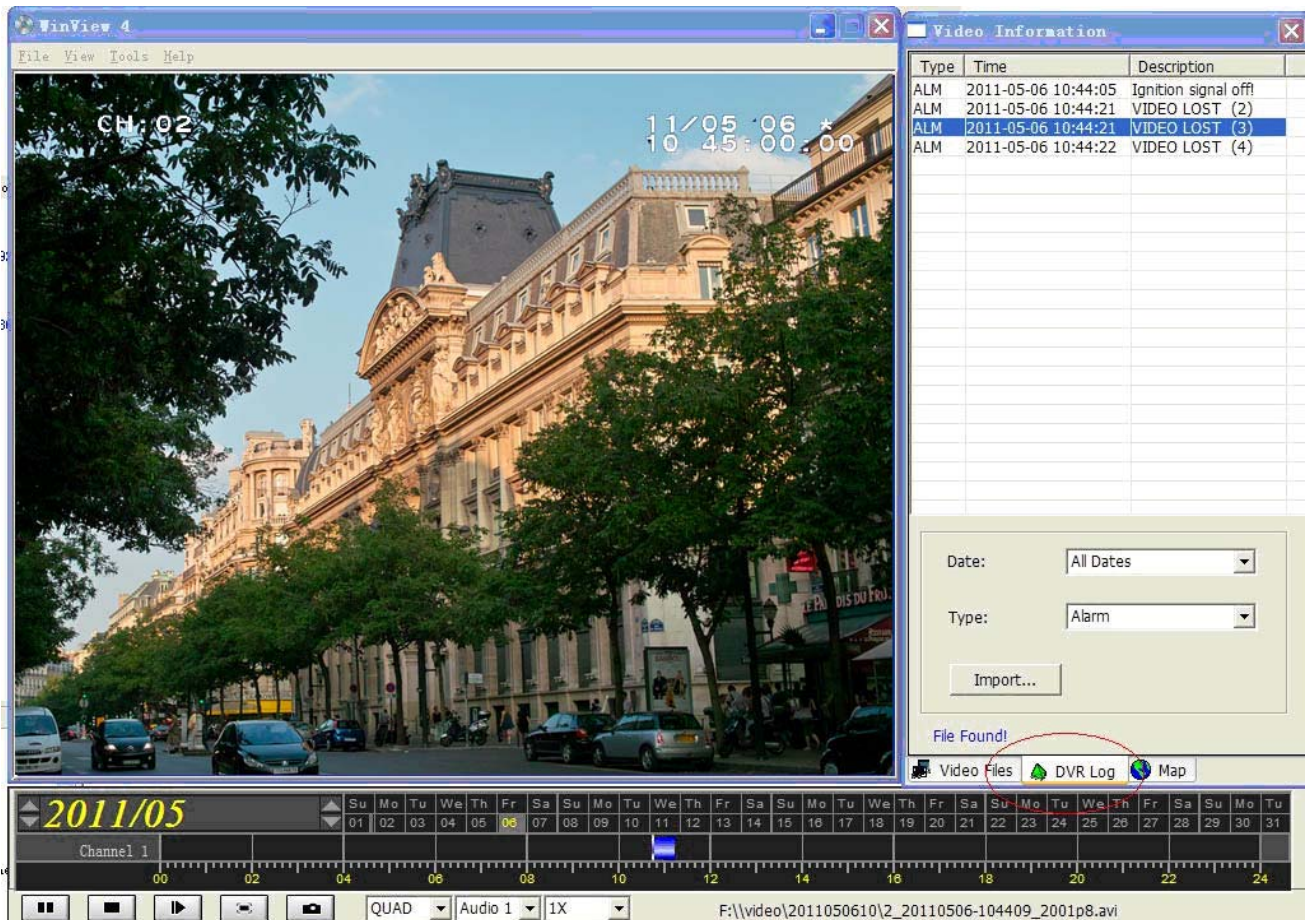 WinView 4
File View Tools Help
CH:02
11/05 06 *
10 45:00.00
Video Information
Type Time Description
ALM 2011-05-06 10:44:05 Ignition signal off!
ALM 2011-05-06 10:44:21 VIDEO LOST (2)
ALM 2011-05-06 10:44:21 VIDEO LOST (3)
ALM 2011-05-06 10:44:22 VIDEO LOST (4)
Date: All Dates
Type: Alarm
Import...
File Found!
Video Files DVR Log Map
2011/05
Su Mo Tu We Th Fr Sa Su Mo Tu We Th Fr Sa Su Mo Tu We Th Fr Sa Su Mo Tu We Th Fr Sa Su Mo Tu
01 02 03 04 05 06 07 08 09 10 11 12 13 14 15 16 17 18 19 20 21 22 23 24 25 26 27 28 29 30 31
Channel 1
00 02 04 06 08 10 12 14 16 18 20 22 24
QUAD Audio 1 1X F:\\video\2011050610\2_20110506-104409_2001p8.avi